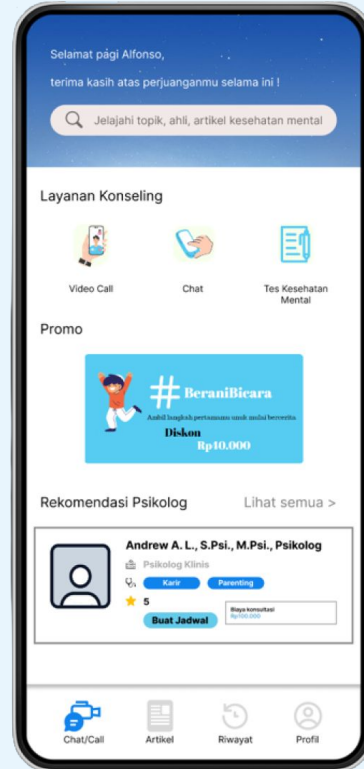 Selamat pagi Alfonso,
terima kasih atas perjuanganmu selama ini !
Jelajahi topik, ahli, artikel kesehatan mental
Layanan Konseling
Video Call
Chat
Tes Kesehatan
Mental
Promo
#BeraniBicara
Ambil langkah pertamamu untuk mulai bercerita
Diskon
Rp40.000
Rekomendasi Psikolog
Lihat semua >
Andrew A. L., S.Psi., M.Psi., Psikolog
Psikolog Klinis
Karir
Parenting
5
Buat Jadwal
Biaya konsultasi
Rp100.000
Chat/Call
Artikel
Riwayat
Profil